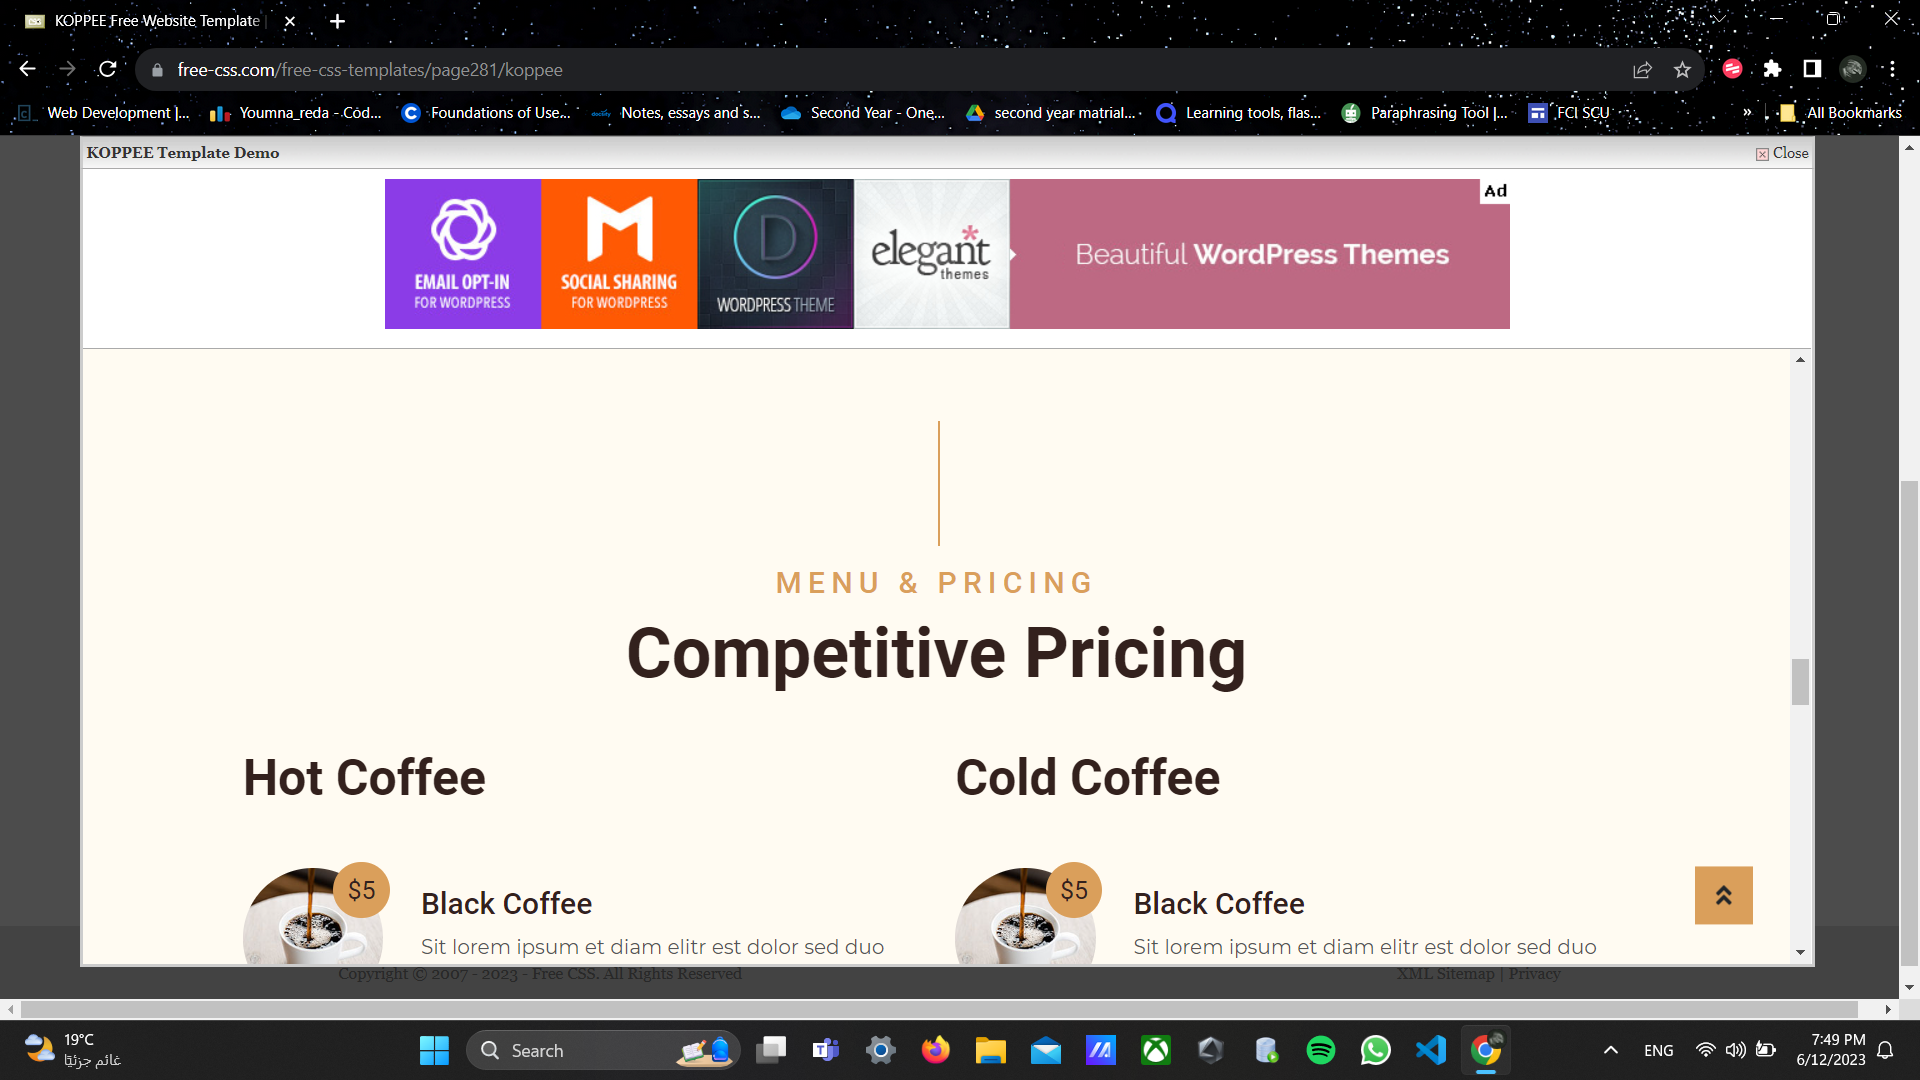 KOPPEE Free Website Template
free-css.com/free-css-templates/page281/koppee
Web Development |...
Youmna_reda - Cod...
Foundations of Use...
Notes, essays and s...
Second Year - One...
second year matrial...
Learning tools, flas...
Paraphrasing Tool |...
FCI SCU
»
All Bookmarks
KOPPEE Template Demo
Close
EMAIL OPT-IN
FOR WORDPRESS
SOCIAL SHARING
FOR WORDPRESS
D
WORDPRESS THEME
elegant
themes
Beautiful WordPress Themes
Ad
MENU & PRICING
Competitive Pricing
Hot Coffee
Cold Coffee
$5
Black Coffee
Sit lorem ipsum et diam elitr est dolor sed duo
$5
Black Coffee
Sit lorem ipsum et diam elitr est dolor sed duo
Copyright © 2007 - 2023 - Free CSS. All Rights Reserved
XML Sitemap | Privacy
19°C
غائم جزئيًا
Search
ENG
7:49 PM
6/12/2023